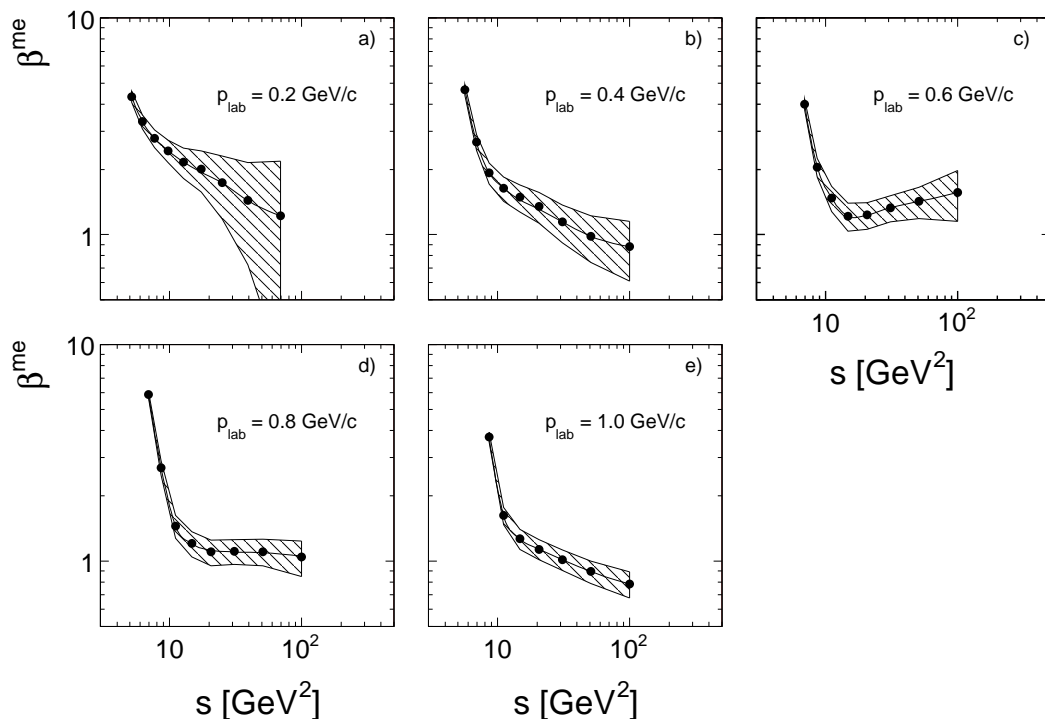 β^me
10
1
a)
p_lab = 0.2 GeV/c
b)
p_lab = 0.4 GeV/c
c)
p_lab = 0.6 GeV/c
10
10^2
s [GeV^2]
β^me
10
1
d)
p_lab = 0.8 GeV/c
e)
p_lab = 1.0 GeV/c
10
10^2
10
10^2
s [GeV^2]
s [GeV^2]